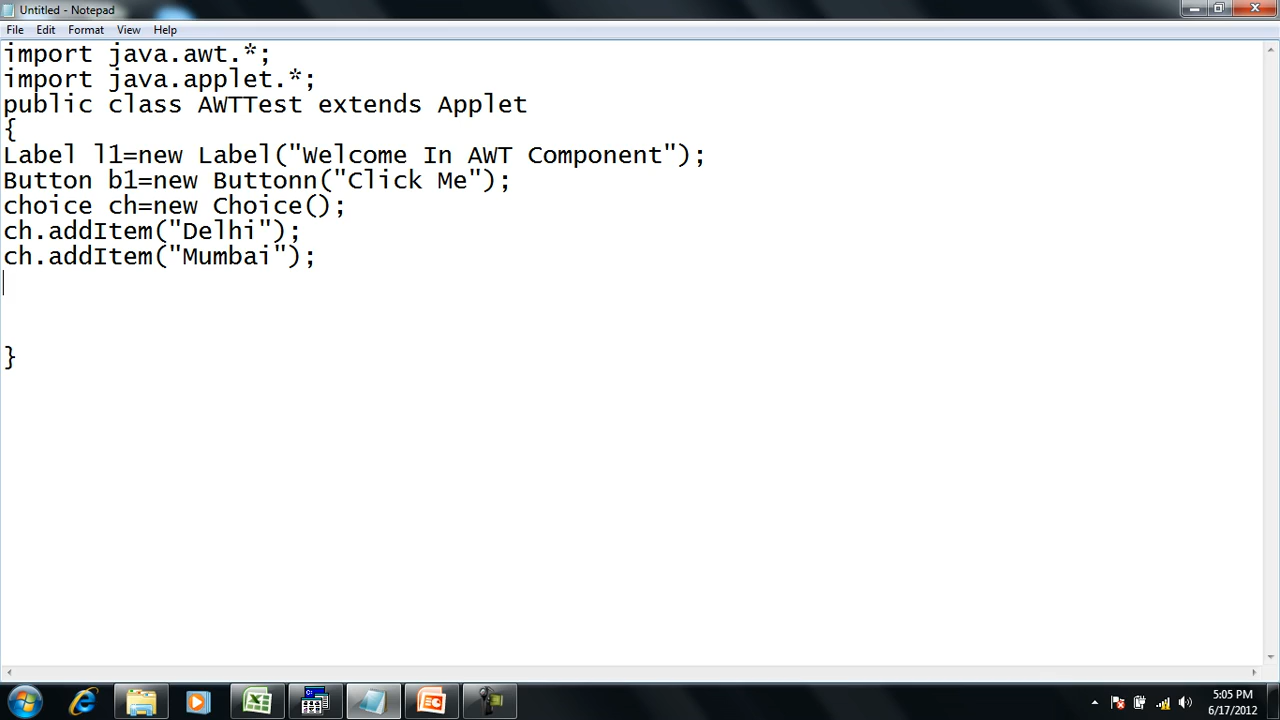 Untitled - Notepad
File Edit Format View Help
import java.awt.*;
import java.applet.*;
public class AWTTest extends Applet
{
Label l1=new Label("Welcome In AWT Component");
Button b1=new Buttonn("Click Me");
choice ch=new Choice();
ch.addItem("Delhi");
ch.addItem("Mumbai");
}
5:05 PM
6/17/2012